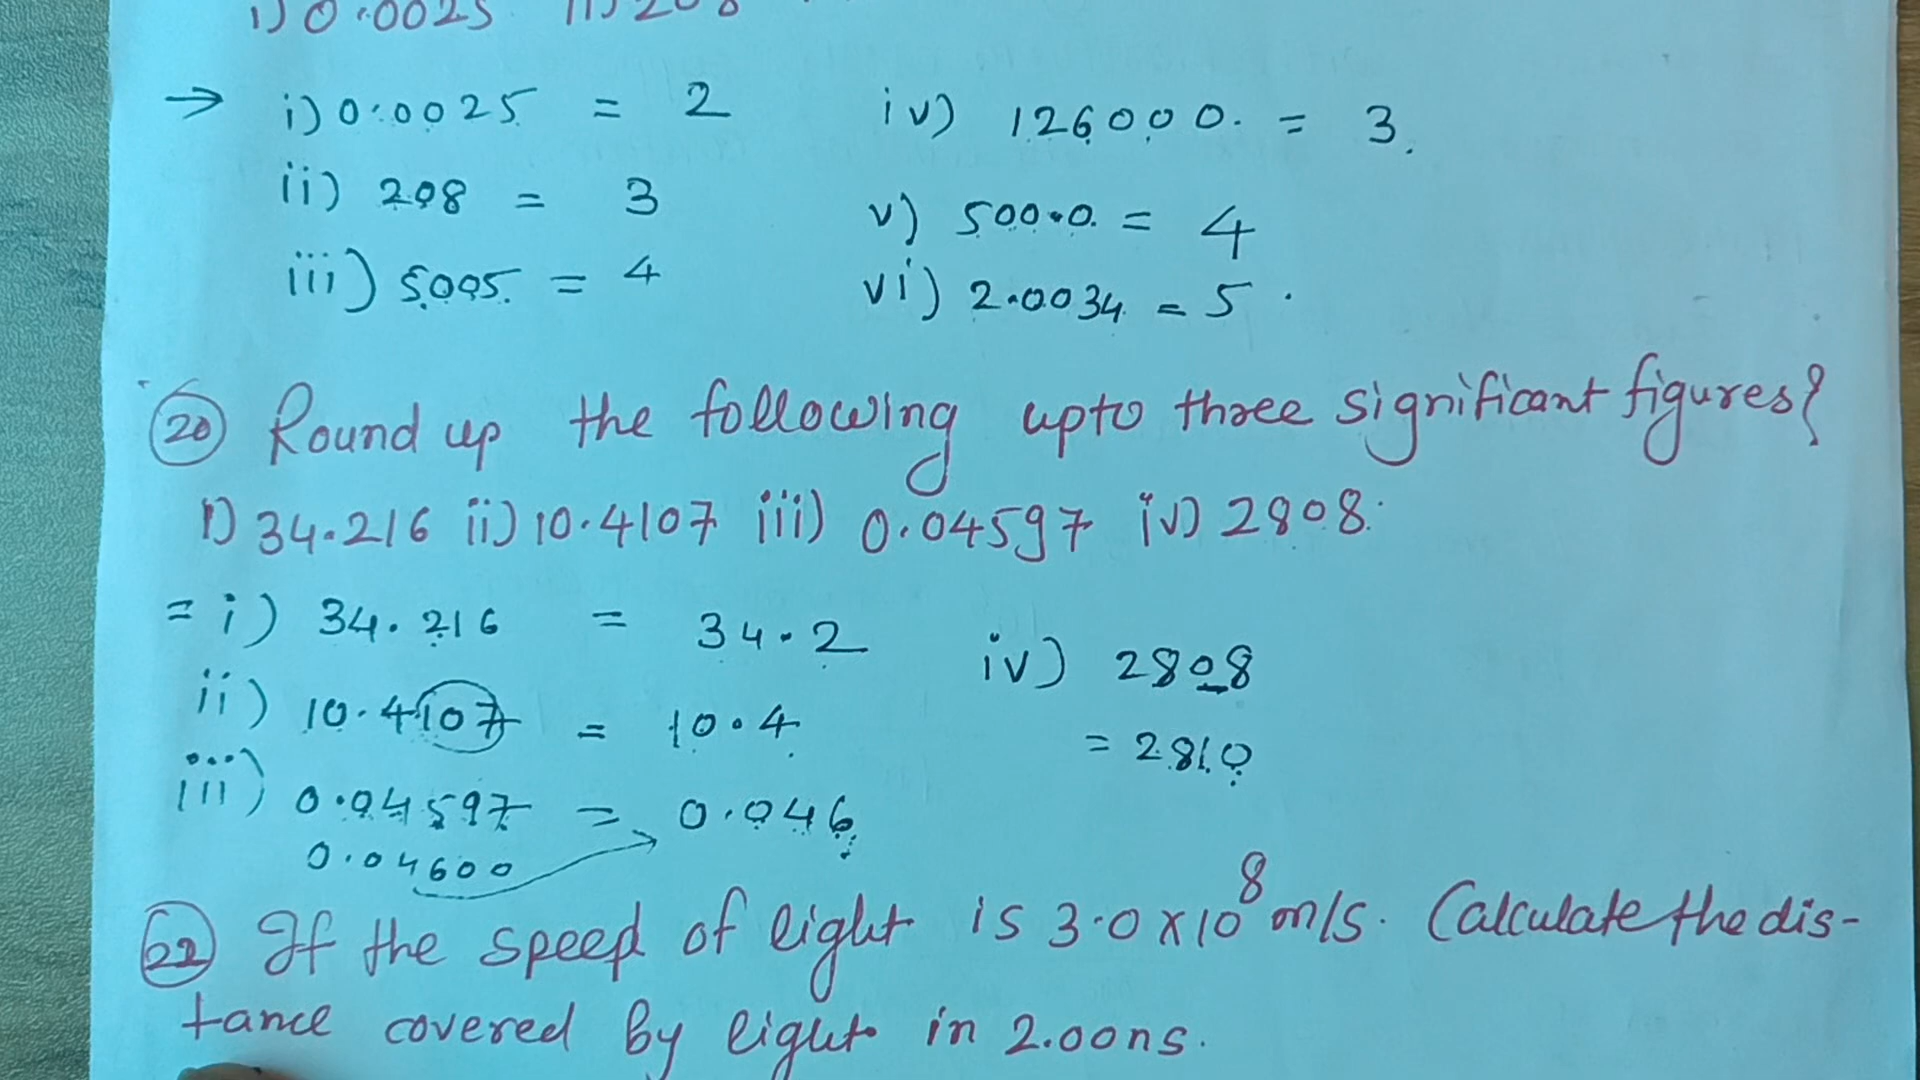 i) 0.0025 ii) 208
→ i) 0.0025 = 2 iv) 126000. = 3.
ii) 208 = 3 v) 500.0. = 4
iii) 5005. = 4 vi) 2.0034 = 5.
20 Round up the following upto three significant figures?
1) 34.216 ii) 10.4107 iii) 0.04597 iv) 2808.
= i) 34.216 = 34.2 iv) 2808
ii) 10.4107 = 10.4 = 2810
iii) 0.04597 = 0.046
0.04600
22 If the speed of light is 3.0 x 10⁸ m/s. Calculate the dis-
tance covered by light in 2.00ns.